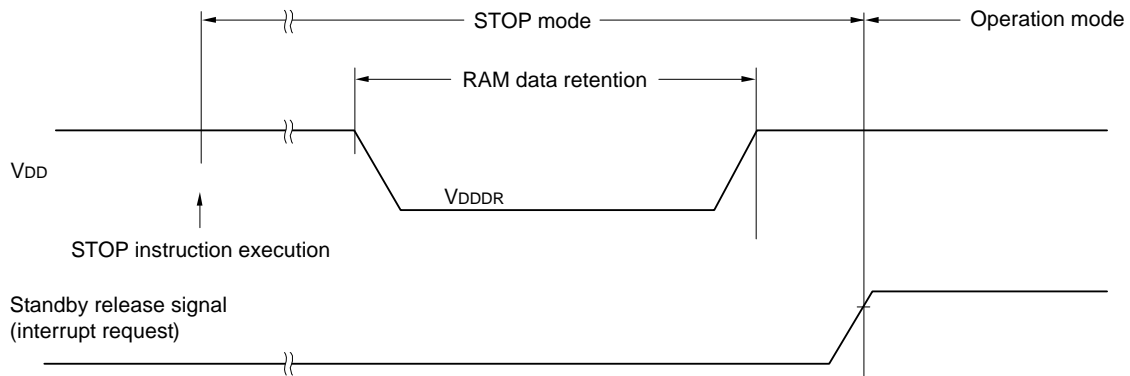 STOP mode
Operation mode
RAM data retention
VDD
VDDDR
STOP instruction execution
Standby release signal
(interrupt request)